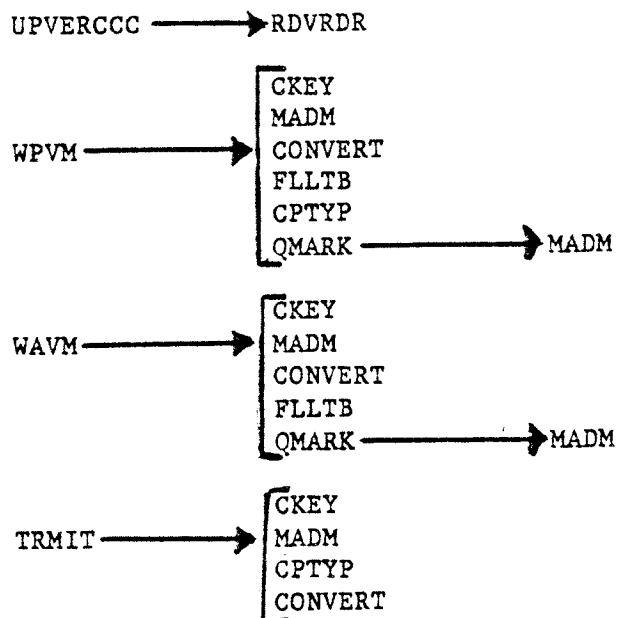 UPVERCCC RDVRDR
CKEY
MADM
WPVM CONVERT
FLLTB
CPTYP
QMARK MADM
CKEY
WAVM MADM
CONVERT
FLLTB
QMARK MADM
CKEY
TRMIT MADM
CPTYP
CONVERT